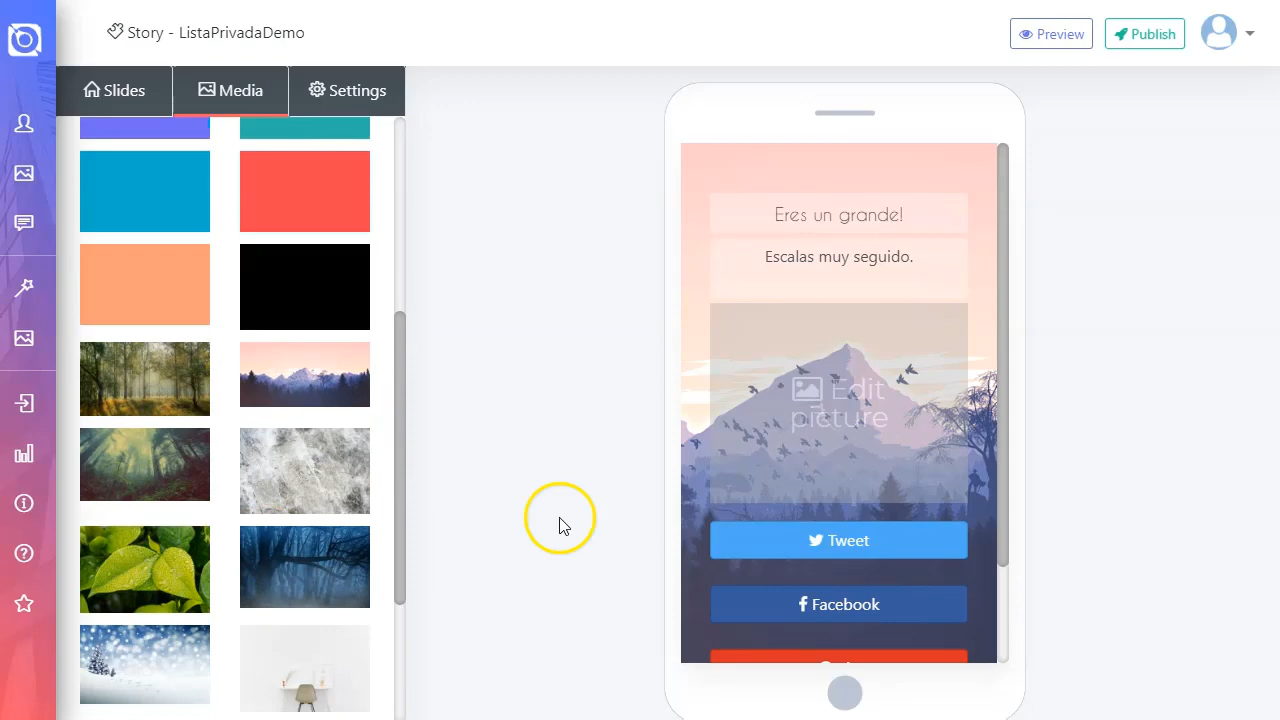 Story - ListaPrivadaDemo
Preview
Publish
Slides
Media
Settings
Eres un grande!
Escalas muy seguido.
Edit
picture
Tweet
Facebook